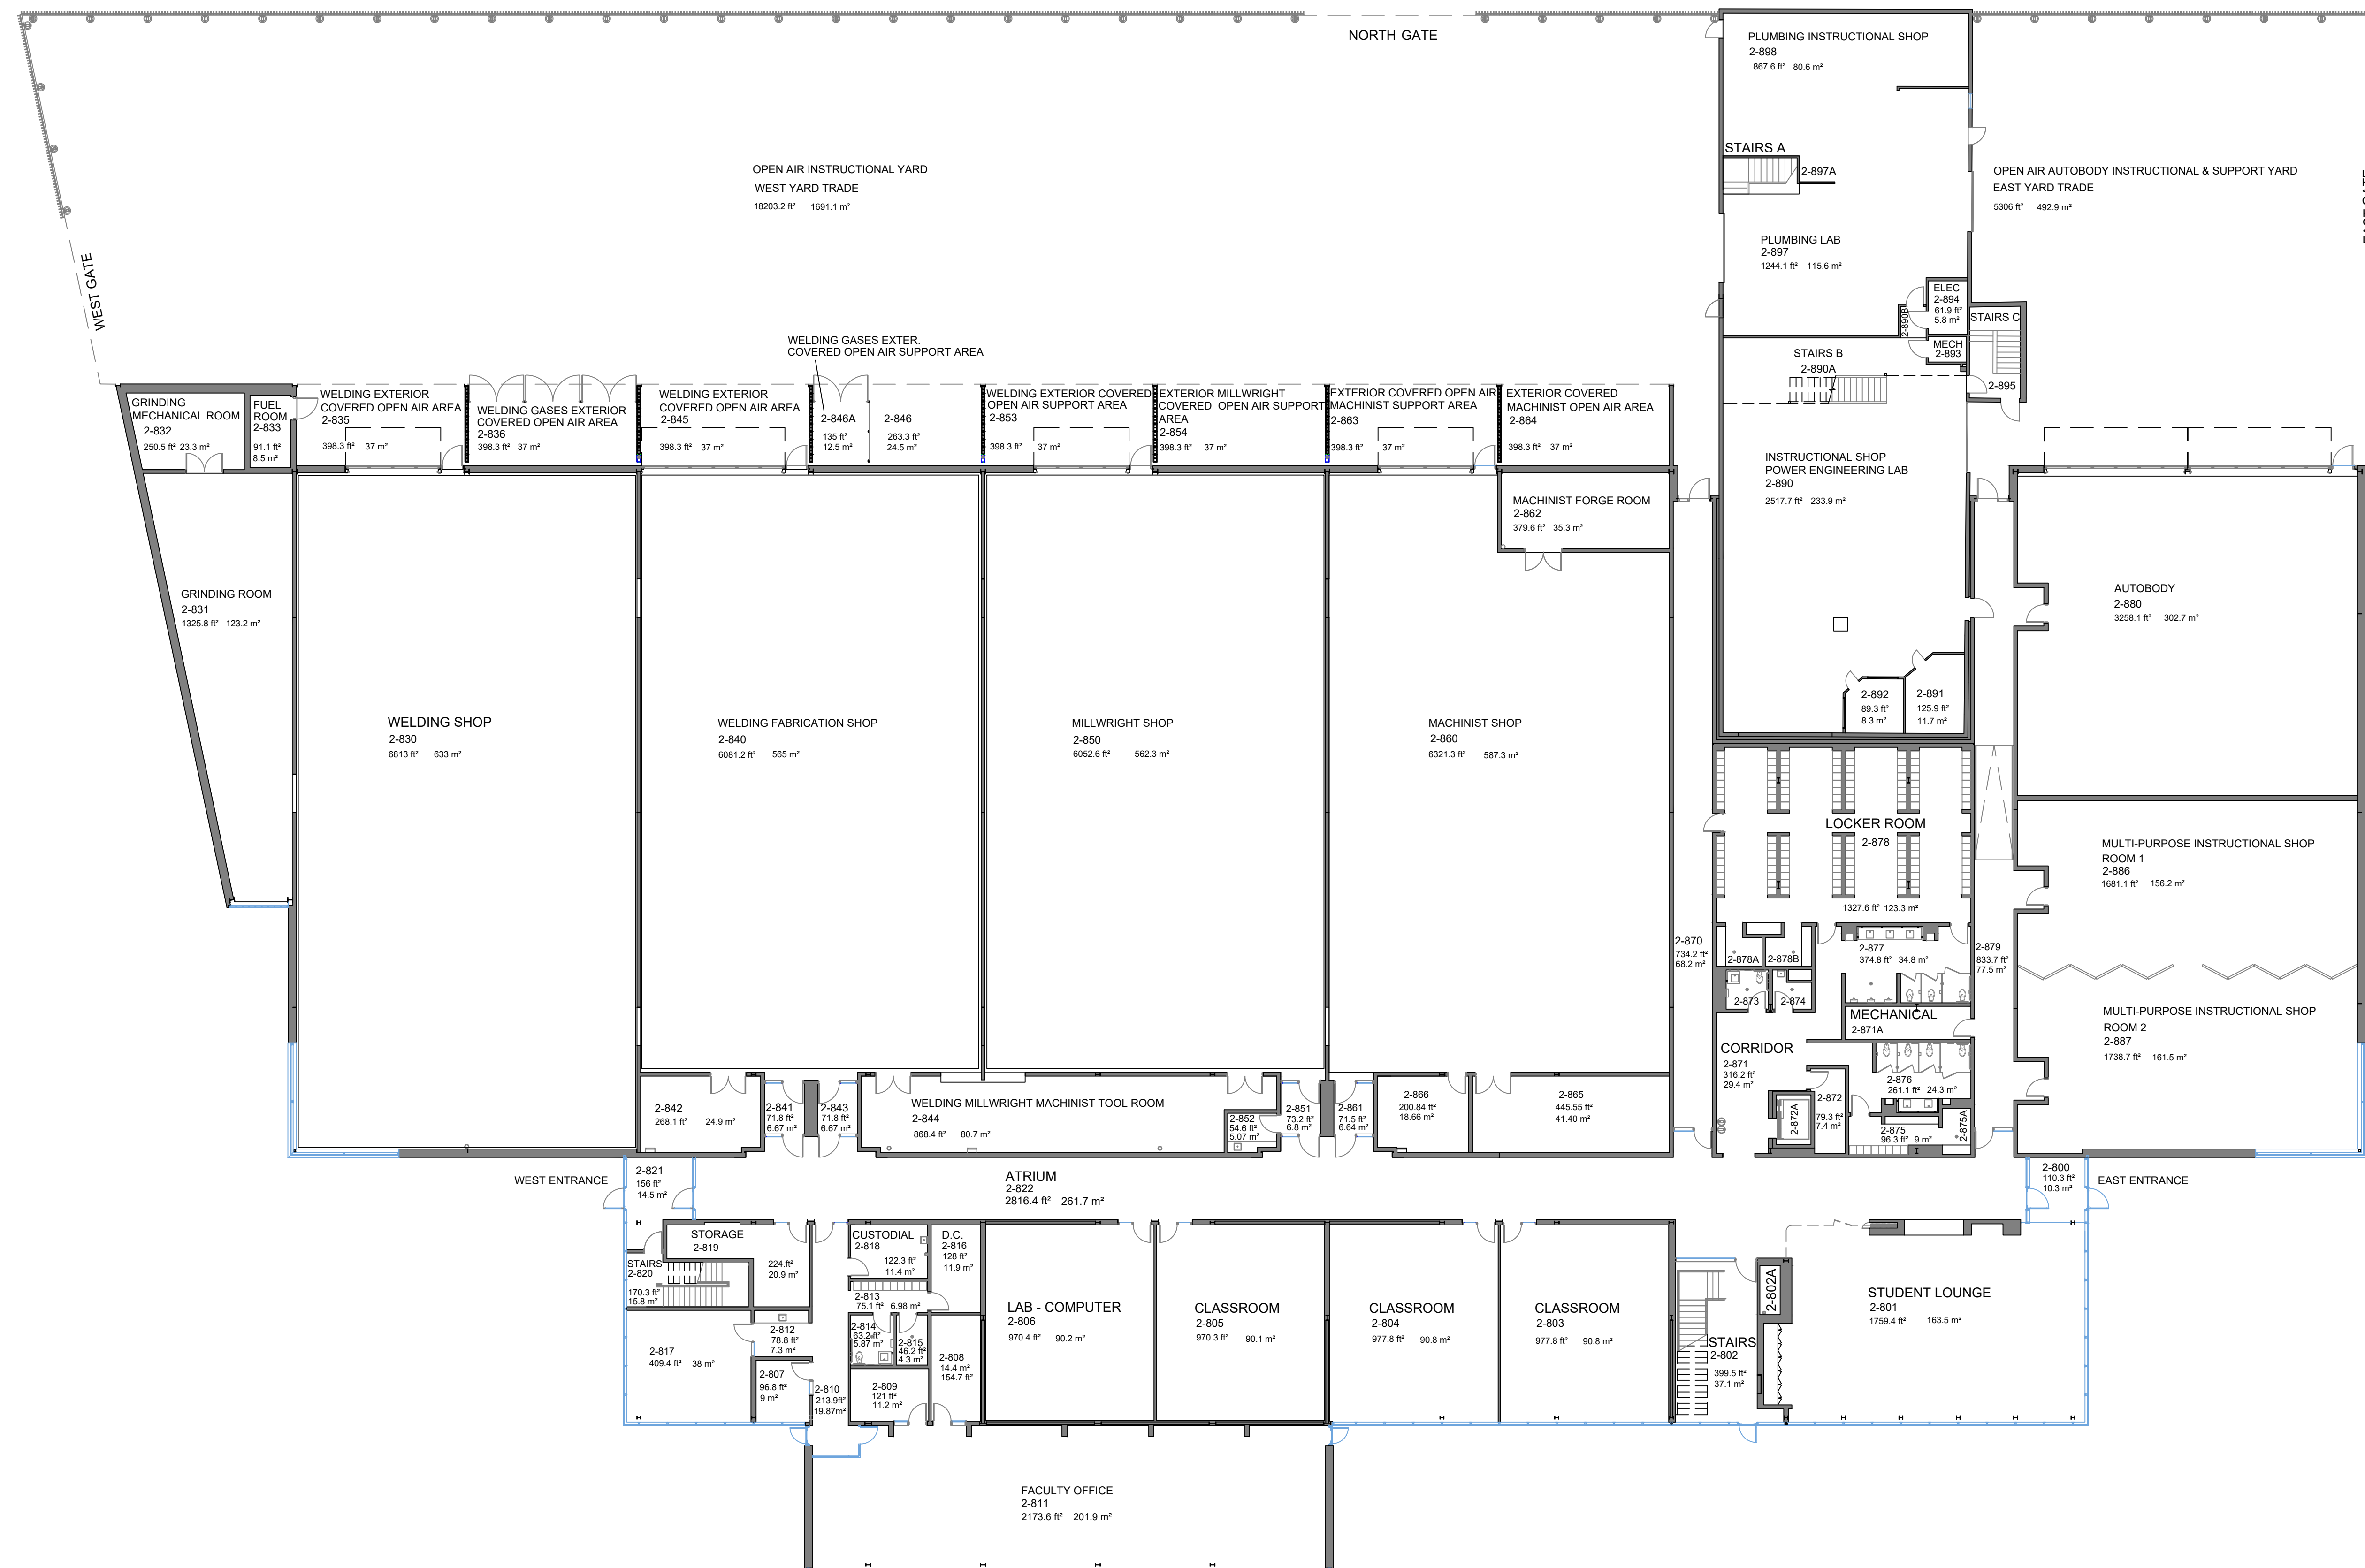 NORTH GATE
PLUMBING INSTRUCTIONAL SHOP
2-898
867.6 ft² 80.6 m²
STAIRS A
2-897A
OPEN AIR INSTRUCTIONAL YARD
WEST YARD TRADE
18203.2 ft² 1691.1 m²
OPEN AIR AUTOBODY INSTRUCTIONAL & SUPPORT YARD
EAST YARD TRADE
5306 ft² 492.9 m²
WEST GATE
PLUMBING LAB
2-897
1244.1 ft² 115.6 m²
ELEC
2-894
61.9 ft²
5.8 m²
2-890B
STAIRS C
MECH
2-893
2-895
WELDING GASES EXTER.
COVERED OPEN AIR SUPPORT AREA
STAIRS B
2-890A
GRINDING
MECHANICAL ROOM
2-832
250.5 ft² 23.3 m²
FUEL
ROOM
2-833
91.1 ft²
8.5 m²
WELDING EXTERIOR
COVERED OPEN AIR AREA
2-835
398.3 ft² 37 m²
WELDING GASES EXTERIOR
COVERED OPEN AIR AREA
2-836
398.3 ft² 37 m²
WELDING EXTERIOR
COVERED OPEN AIR AREA
2-845
398.3 ft² 37 m²
2-846A
135 ft²
12.5 m²
2-846
263.3 ft²
24.5 m²
WELDING EXTERIOR COVERED
OPEN AIR SUPPORT AREA
2-853
398.3 ft² 37 m²
EXTERIOR MILLWRIGHT
COVERED OPEN AIR SUPPORT
AREA
2-854
398.3 ft² 37 m²
EXTERIOR COVERED OPEN AIR
MACHINIST SUPPORT AREA
2-863
398.3 ft² 37 m²
EXTERIOR COVERED
MACHINIST OPEN AIR AREA
2-864
398.3 ft² 37 m²
INSTRUCTIONAL SHOP
POWER ENGINEERING LAB
2-890
2517.7 ft² 233.9 m²
MACHINIST FORGE ROOM
2-862
379.6 ft² 35.3 m²
GRINDING ROOM
2-831
1325.8 ft² 123.2 m²
AUTOBODY
2-880
3258.1 ft² 302.7 m²
2-892
89.3 ft²
8.3 m²
2-891
125.9 ft²
11.7 m²
WELDING SHOP
2-830
6813 ft² 633 m²
WELDING FABRICATION SHOP
2-840
6081.2 ft² 565 m²
MILLWRIGHT SHOP
2-850
6052.6 ft² 562.3 m²
MACHINIST SHOP
2-860
6321.3 ft² 587.3 m²
LOCKER ROOM
2-878
1327.6 ft² 123.3 m²
MULTI-PURPOSE INSTRUCTIONAL SHOP
ROOM 1
2-886
1681.1 ft² 156.2 m²
2-870
734.2 ft²
68.2 m²
2-878A
2-878B
2-877
374.8 ft² 34.8 m²
2-879
833.7 ft²
77.5 m²
2-873
2-874
MECHANICAL
2-871A
MULTI-PURPOSE INSTRUCTIONAL SHOP
ROOM 2
2-887
1738.7 ft² 161.5 m²
CORRIDOR
2-871
316.2 ft²
29.4 m²
2-876
261.1 ft² 24.3 m²
2-872
79.3 ft²
7.4 m²
2-872A
2-875
96.3 ft² 9 m²
2-875A
2-842
268.1 ft² 24.9 m²
2-841
71.8 ft²
6.67 m²
2-843
71.8 ft²
6.67 m²
WELDING MILLWRIGHT MACHINIST TOOL ROOM
2-844
868.4 ft² 80.7 m²
2-852
54.6 ft²
5.07 m²
2-851
73.2 ft²
6.8 m²
2-861
71.5 ft²
6.64 m²
2-866
200.84 ft²
18.66 m²
2-865
445.55 ft²
41.40 m²
WEST ENTRANCE
2-821
156 ft²
14.5 m²
ATRIUM
2-822
2816.4 ft² 261.7 m²
2-800
110.3 ft²
10.3 m²
EAST ENTRANCE
STORAGE
2-819
224.ft²
20.9 m²
STAIRS
2-820
170.3 ft²
15.8 m²
CUSTODIAL
2-818
122.3 ft²
11.4 m²
D.C.
2-816
128 ft²
11.9 m²
2-813
75.1 ft² 6.98 m²
2-814
63.2 ft²
5.87 m²
2-815
46.2 ft²
4.3 m²
2-812
78.8 ft²
7.3 m²
2-817
409.4 ft² 38 m²
2-807
96.8 ft²
9 m²
2-810
213.9ft²
19.87m²
2-809
121 ft²
11.2 m²
2-808
14.4 m²
154.7 ft²
LAB - COMPUTER
2-806
970.4 ft² 90.2 m²
CLASSROOM
2-805
970.3 ft² 90.1 m²
CLASSROOM
2-804
977.8 ft² 90.8 m²
CLASSROOM
2-803
977.8 ft² 90.8 m²
2-802A
STAIRS
2-802
399.5 ft²
37.1 m²
STUDENT LOUNGE
2-801
1759.4 ft² 163.5 m²
FACULTY OFFICE
2-811
2173.6 ft² 201.9 m²